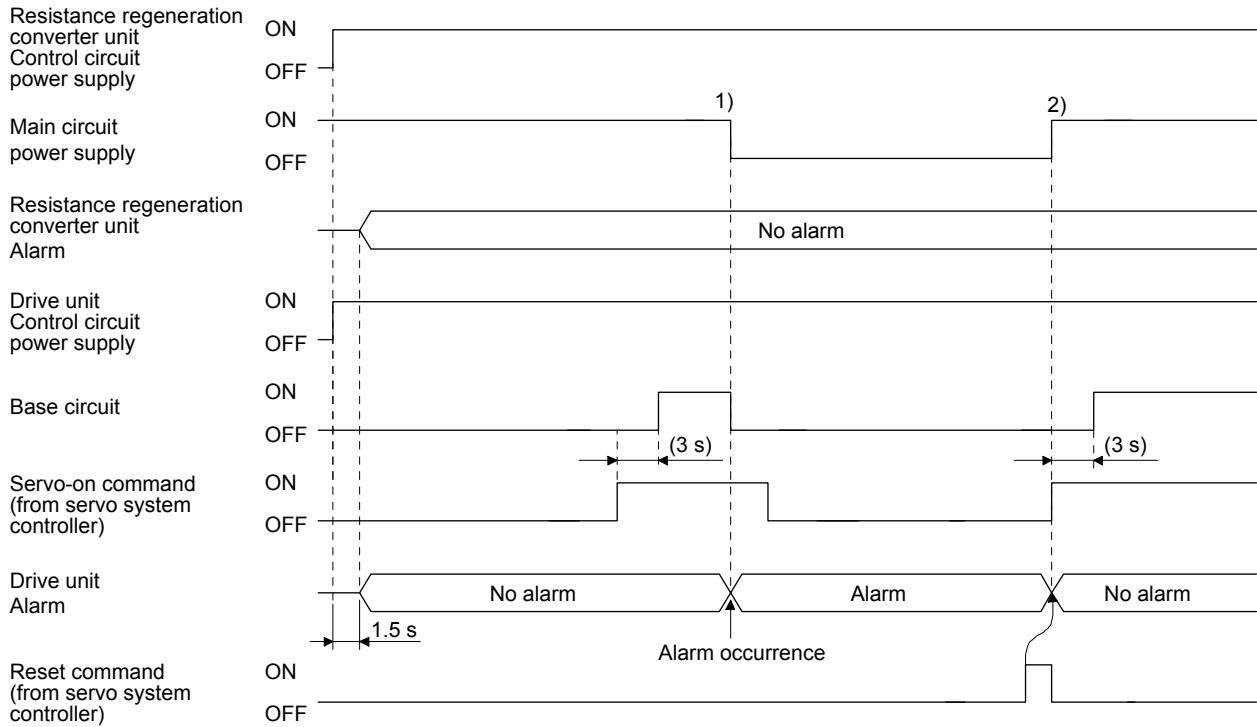 Resistance regeneration
converter unit
Control circuit
power supply
ON
OFF
Main circuit
power supply
ON
OFF
1)
2)
Resistance regeneration
converter unit
Alarm
No alarm
Drive unit
Control circuit
power supply
ON
OFF
Base circuit
ON
OFF
(3 s)
(3 s)
Servo-on command
(from servo system
controller)
ON
OFF
Drive unit
Alarm
No alarm
Alarm
No alarm
1.5 s
Alarm occurrence
Reset command
(from servo system
controller)
ON
OFF